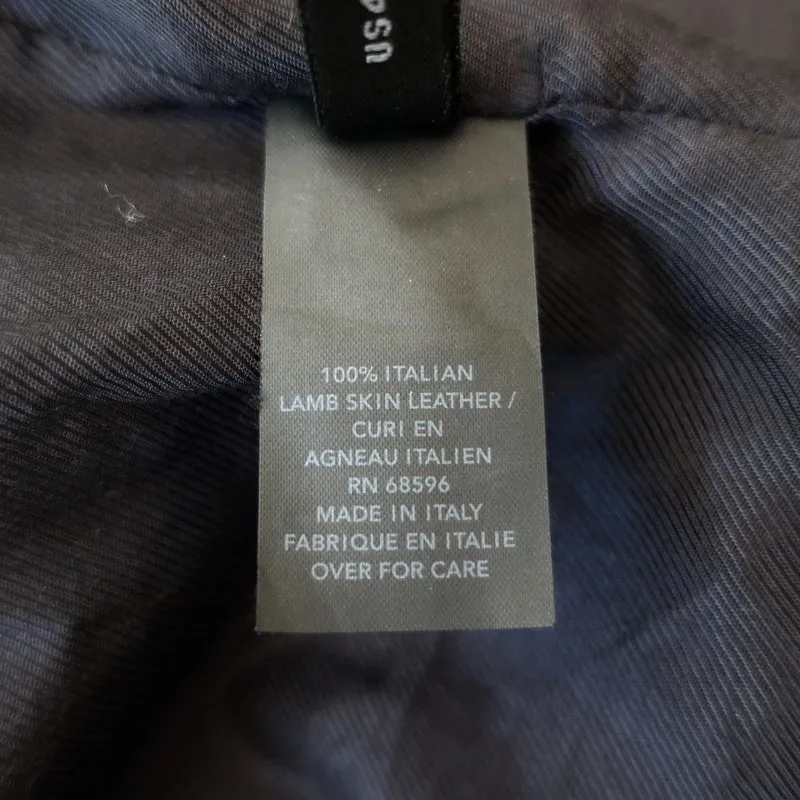 USA
100% ITALIAN
LAMB SKIN LEATHER /
CURI EN
AGNEAU ITALIEN
RN 68596
MADE IN ITALY
FABRIQUE EN ITALIE
OVER FOR CARE